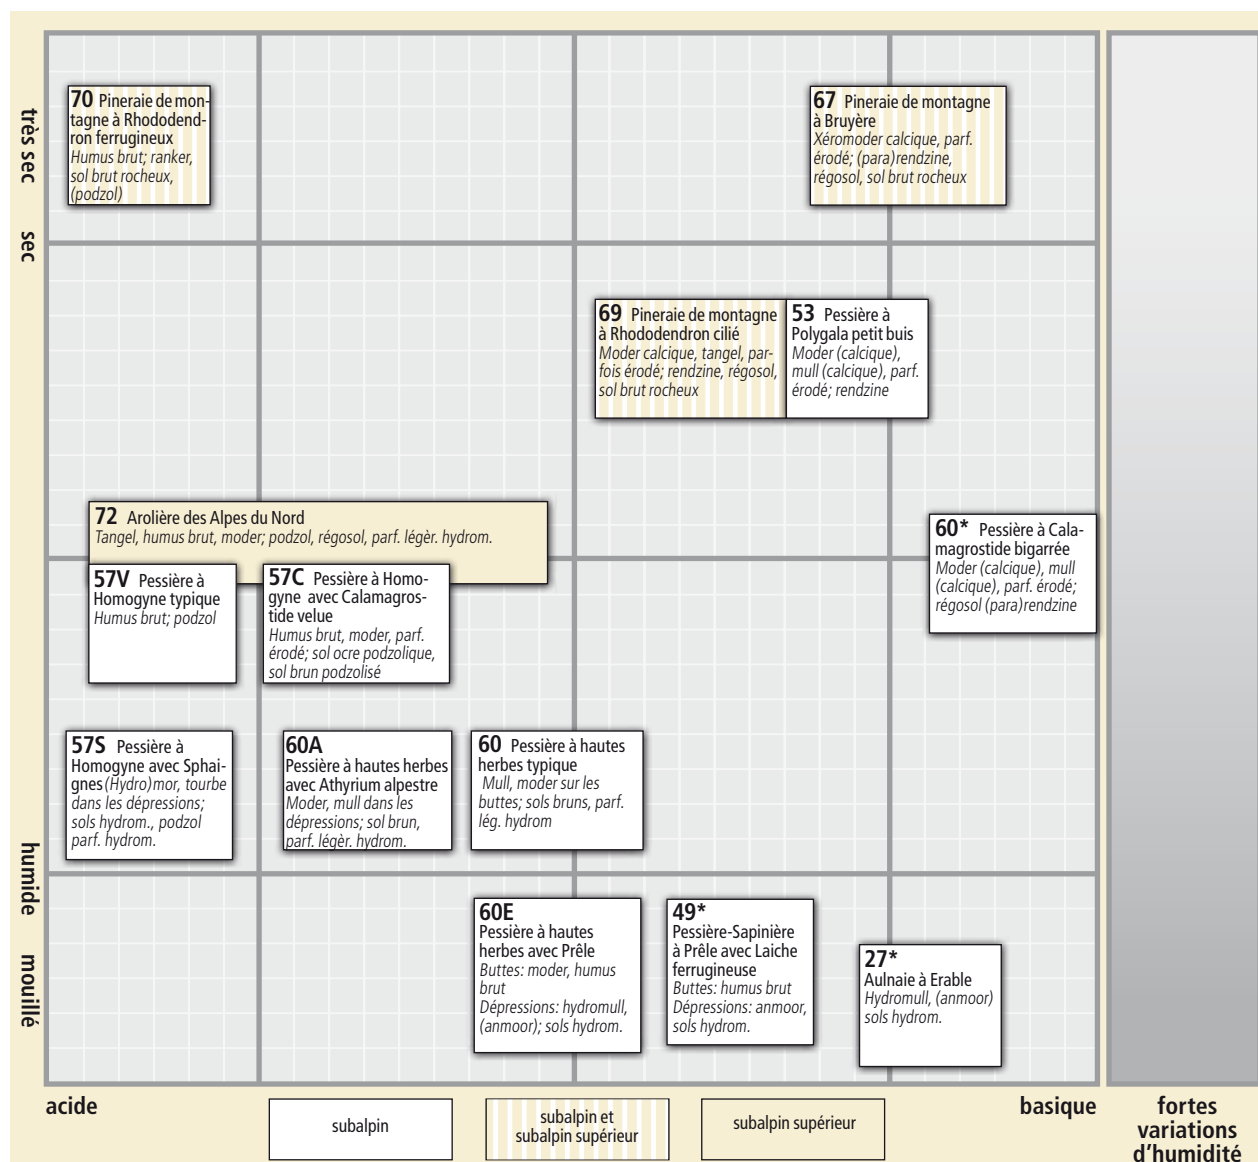 très sec
sec
humide
mouillé
70 Pineraie de mon-
tagne à Rhododend-
ron ferrugineux
Humus brut; ranker,
sol brut rocheux,
(podzol)
67 Pineraie de montagne
à Bruyère
Xéromoder calcique, parf.
érodé; (para)rendzine,
régosol, sol brut rocheux
69 Pineraie de montagne
à Rhododendron cilié
Moder calcique, tangel, par-
fois érodé; rendzine, régosol,
sol brut rocheux
53 Pessière à
Polygala petit buis
Moder (calcique),
mull (calcique), parf.
érodé; rendzine
72 Arolière des Alpes du Nord
Tangel, humus brut, moder; podzol, régosol, parf. légèr. hydrom.
60* Pessière à Cala-
magrostide bigarrée
Moder (calcique), mull
(calcique), parf. érodé;
régosol (para)rendzine
57V Pessière à
Homogyne typique
Humus brut; podzol
57C Pessière à Homo-
gyne avec Calamagros-
tide velue
Humus brut, moder, parf.
érodé; sol ocre podzolique,
sol brun podzolisé
57S Pessière à
Homogyne avec Sphai-
gnes(Hydro)mor, tourbe
dans les dépressions;
sols hydrom., podzol
parf. hydrom.
60A
Pessière à hautes herbes
avec Athyrium alpestre
Moder, mull dans les
dépressions; sol brun,
parf. légèr. hydrom.
60 Pessière à hautes
herbes typique
Mull, moder sur les
buttes; sols bruns, parf.
lég. hydrom
60E
Pessière à hautes
herbes avec Prêle
Buttes: moder, humus
brut
Dépressions: hydromull,
(anmoor); sols hydrom.
49*
Pessière-Sapinière
à Prêle avec Laiche
ferrugineuse
Buttes: humus brut
Dépressions: anmoor,
sols hydrom.
27*
Aulnaie à Erable
Hydromull, (anmoor)
sols hydrom.
acide
basique
fortes
variations
d'humidité
subalpin
subalpin et
subalpin supérieur
subalpin supérieur